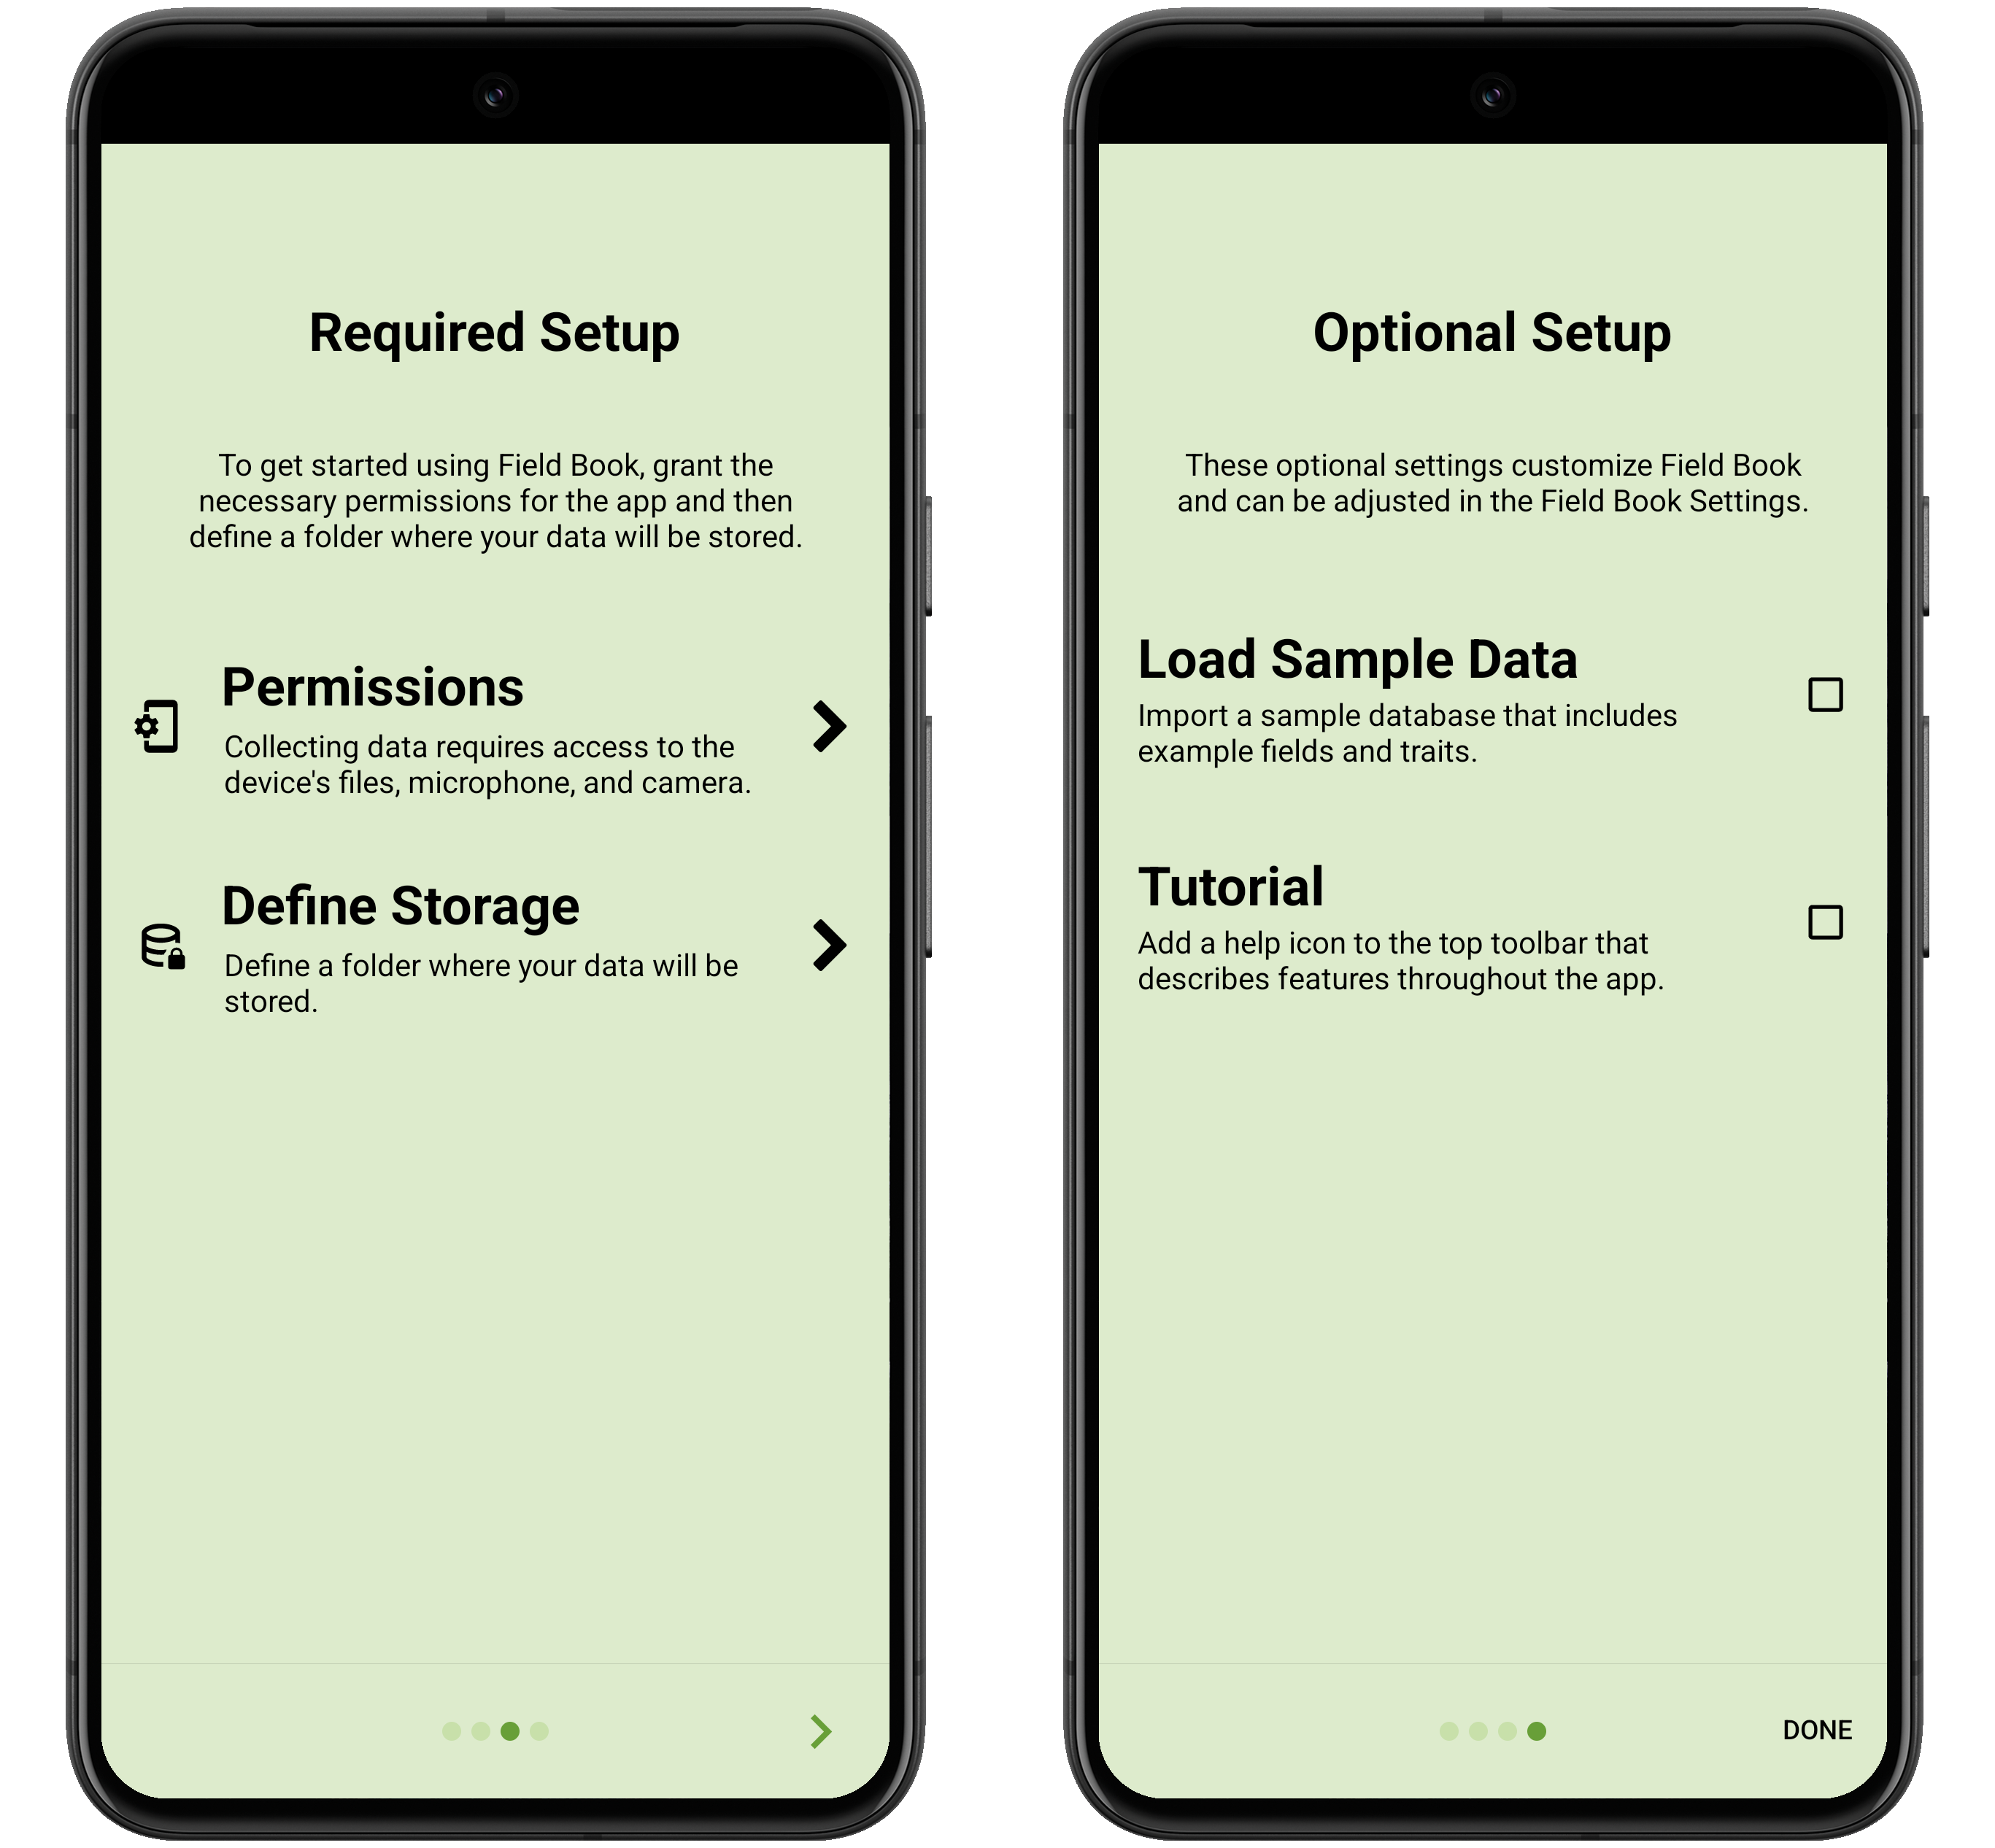 Required Setup
To get started using Field Book, grant the
necessary permissions for the app and then
define a folder where your data will be stored.
Permissions
Collecting data requires access to the
device's files, microphone, and camera.
Define Storage
Define a folder where your data will be
stored.
Optional Setup
These optional settings customize Field Book
and can be adjusted in the Field Book Settings.
Load Sample Data
Import a sample database that includes
example fields and traits.
Tutorial
Add a help icon to the top toolbar that
describes features throughout the app.
DONE